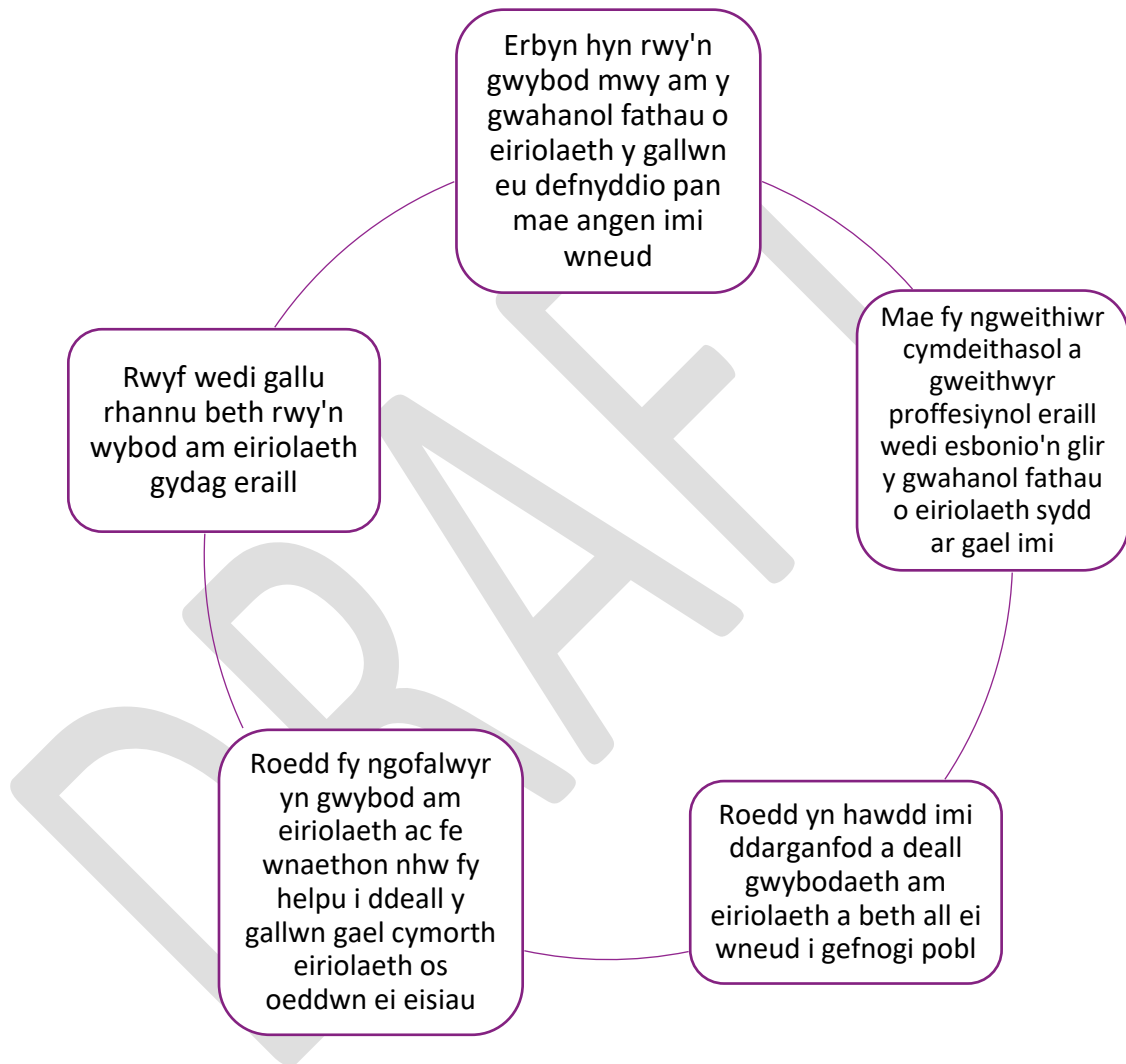 Erbyn hyn rwy'n
gwybod mwy am y
gwahanol fathau o
eiriolaeth y gallwn
eu defnyddio pan
mae angen imi
wneud
Mae fy ngweithiwr
cymdeithasol a
gweithwyr
proffesiynol eraill
wedi esbonio'n glir
y gwahanol fathau
o eiriolaeth sydd
ar gael imi
Roedd yn hawdd imi
ddarganfod a deall
gwybodaeth am
eiriolaeth a beth all ei
wneud i gefnogi pobl
Roedd fy ngofalwyr
yn gwybod am
eiriolaeth ac fe
wnaethon nhw fy
helpu i ddeall y
gallwn gael cymorth
eiriolaeth os
oeddwn ei eisiau
Rwyf wedi gallu
rhannu beth rwy'n
wybod am eiriolaeth
gydag eraill
DRAFT